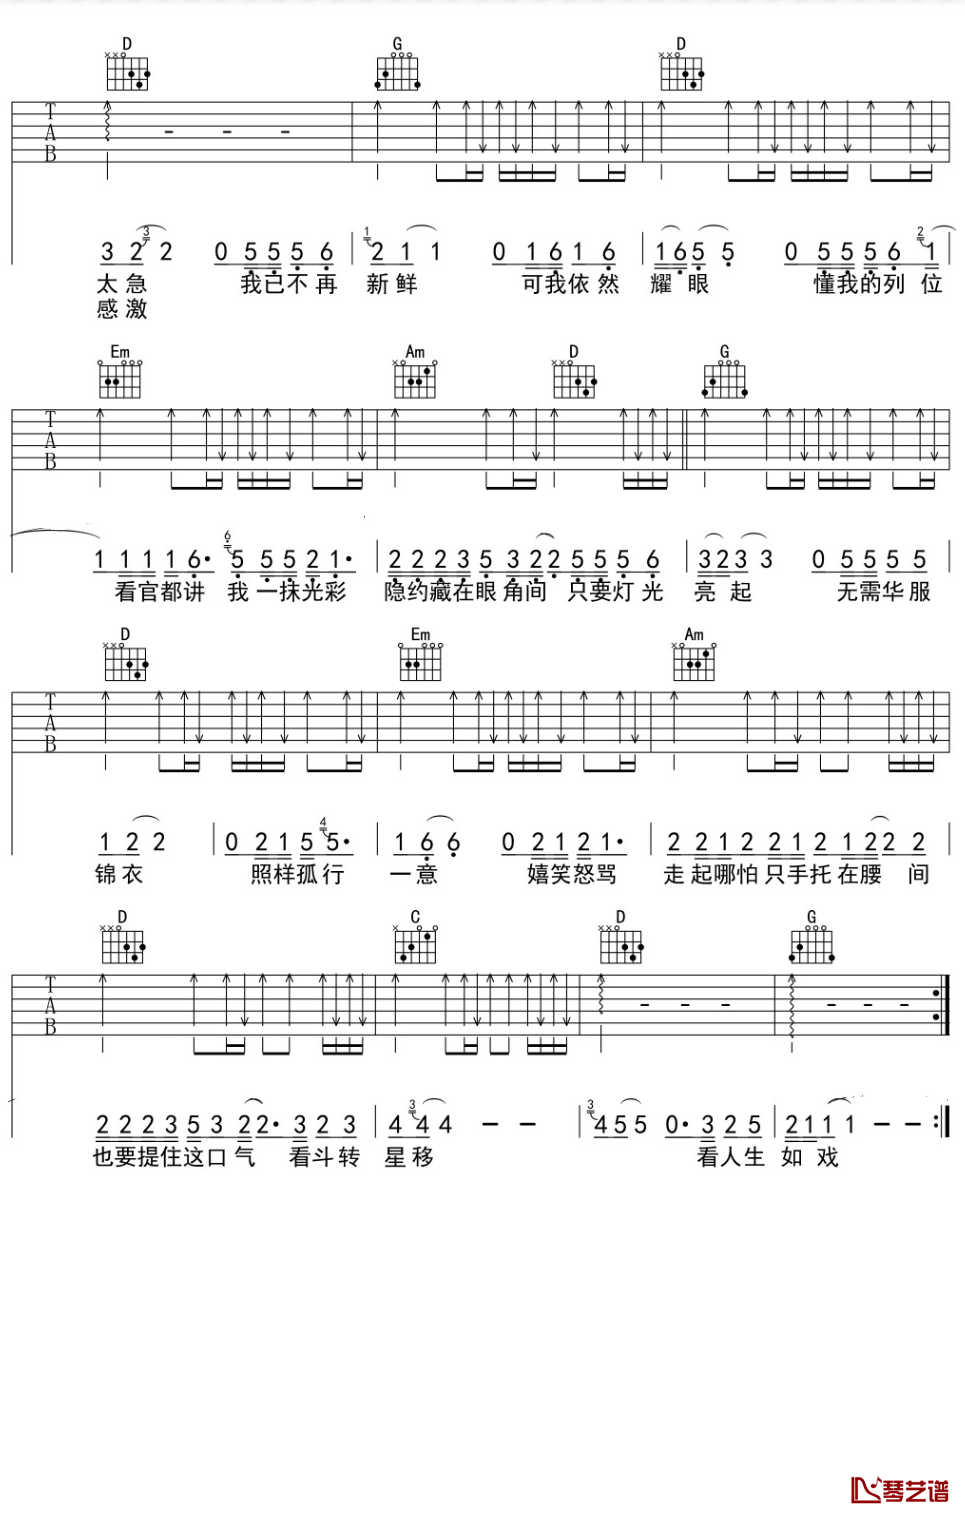 D G D
T A B
3 2 3 2 0 5 5 5 6 1 2 1 1 0 1 6 1 6 1 6 5 5 0 5 5 5 6 2 1
太 急 我已不再 新鲜 可我依然 耀 眼 懂我的列 位
感 激
Em Am D G
T A B
1 1 1 1 6· 6 5 5 5 2 1· 2 2 2 3 5 3 2 2 5 5 5 6 3 2 3 3 0 5 5 5 5
看官都讲 我 一抹光彩 隐约藏在眼 角间 只要灯 光 亮 起 无需华服
D Em Am
T A B
1 2 2 0 2 1 5 4 5· 1 6 6 0 2 1 2 1· 2 2 1 2 2 1 2 1 2 2 2
锦衣 照样孤行 一意 嬉笑怒骂 走 起哪怕 只手托 在腰 间
D C D G
T A B
2 2 2 3 5 3 2 2· 3 2 3 4 3 4 4 – – 3 4 5 5 0· 3 2 5 2 1 1 1 – –
也要提住这口 气 看斗转 星移 看人生 如 戏
琴艺谱